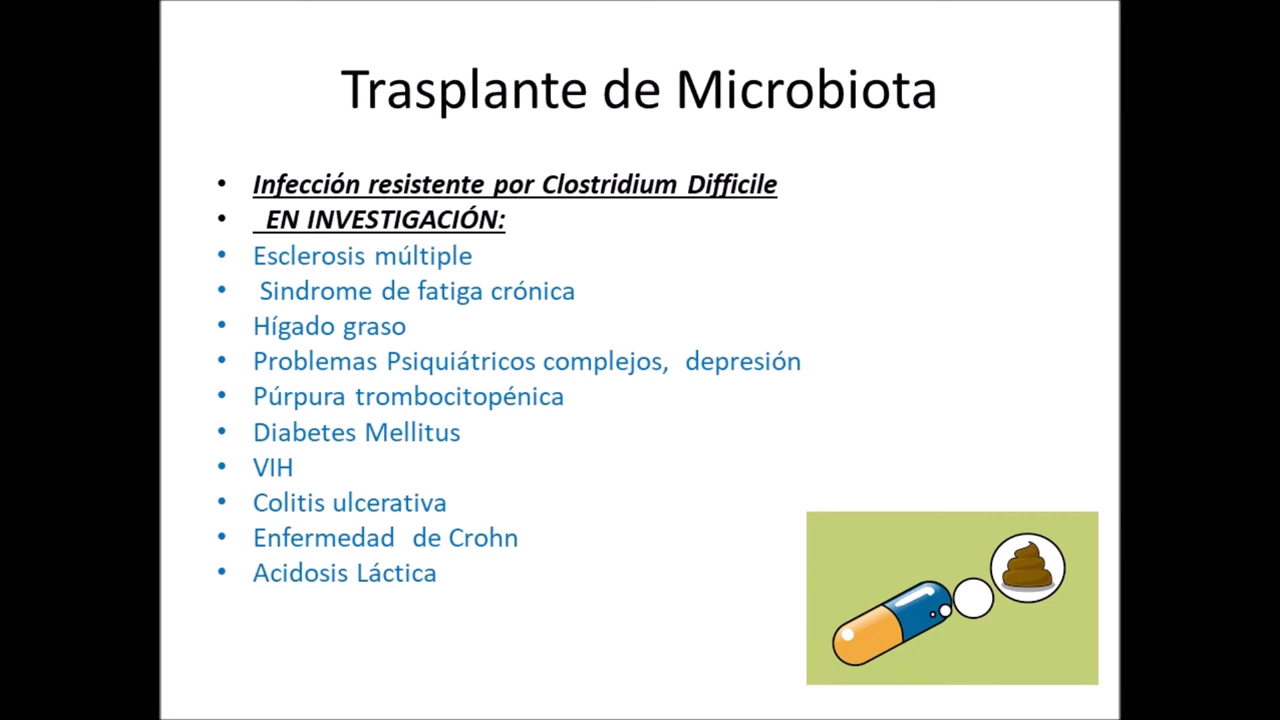 Trasplante de Microbiota
• Infección resistente por Clostridium Difficile
• EN INVESTIGACIÓN:
• Esclerosis múltiple
• Sindrome de fatiga crónica
• Hígado graso
• Problemas Psiquiátricos complejos, depresión
• Púrpura trombocitopénica
• Diabetes Mellitus
• VIH
• Colitis ulcerativa
• Enfermedad de Crohn
• Acidosis Láctica